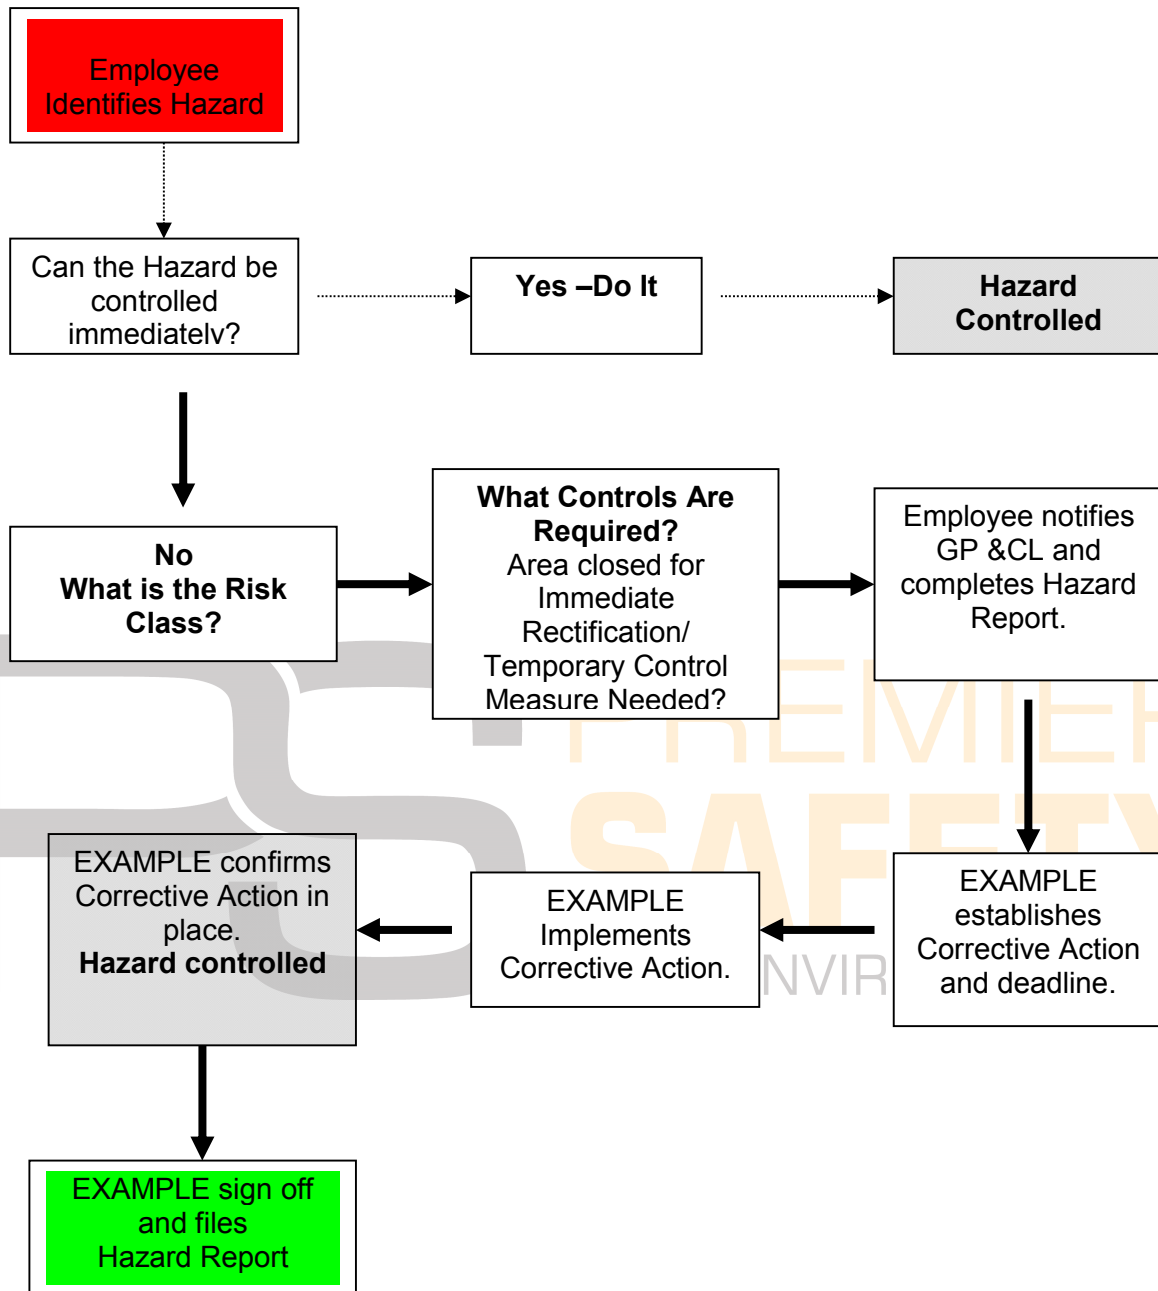 Employee
Identifies Hazard
Can the Hazard be
controlled
immediately?
Yes –Do It
Hazard
Controlled
No
What is the Risk
Class?
What Controls Are
Required?
Area closed for
Immediate
Rectification/
Temporary Control
Measure Needed?
Employee notifies
GP &CL and
completes Hazard
Report.
PREMIER
SAFETY
NVIR
EXAMPLE confirms
Corrective Action in
place.
Hazard controlled
EXAMPLE
Implements
Corrective Action.
EXAMPLE
establishes
Corrective Action
and deadline.
EXAMPLE sign off
and files
Hazard Report